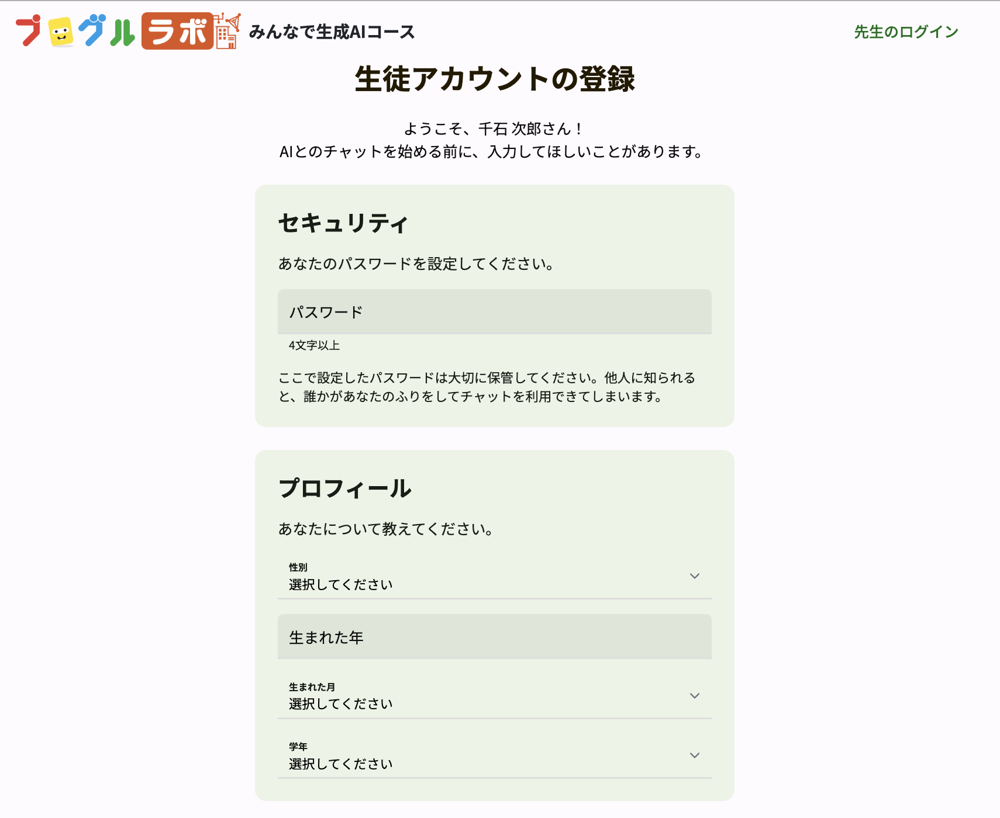 プログルラボ みんなで生成AIコース
先生のログイン
生徒アカウントの登録
ようこそ、千石 次郎さん！
AIとのチャットを始める前に、入力してほしいことがあります。
セキュリティ
あなたのパスワードを設定してください。
パスワード
4文字以上
ここで設定したパスワードは大切に保管してください。他人に知られる
と、誰かがあなたのふりをしてチャットを利用できてしまいます。
プロフィール
あなたについて教えてください。
性別
選択してください
生まれた年
生まれた月
選択してください
学年
選択してください